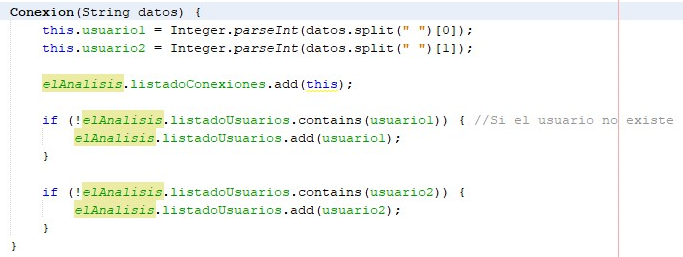 Conexion(String datos) {
this.usuario1 = Integer.parseInt(datos.split(" ")[0]);
this.usuario2 = Integer.parseInt(datos.split(" ")[1]);
elAnalisis.listadoConexiones.add(this);
if (!elAnalisis.listadoUsuarios.contains(usuario1)) { //Si el usuario no existe
elAnalisis.listadoUsuarios.add(usuario1);
}
if (!elAnalisis.listadoUsuarios.contains(usuario2)) {
elAnalisis.listadoUsuarios.add(usuario2);
}
}